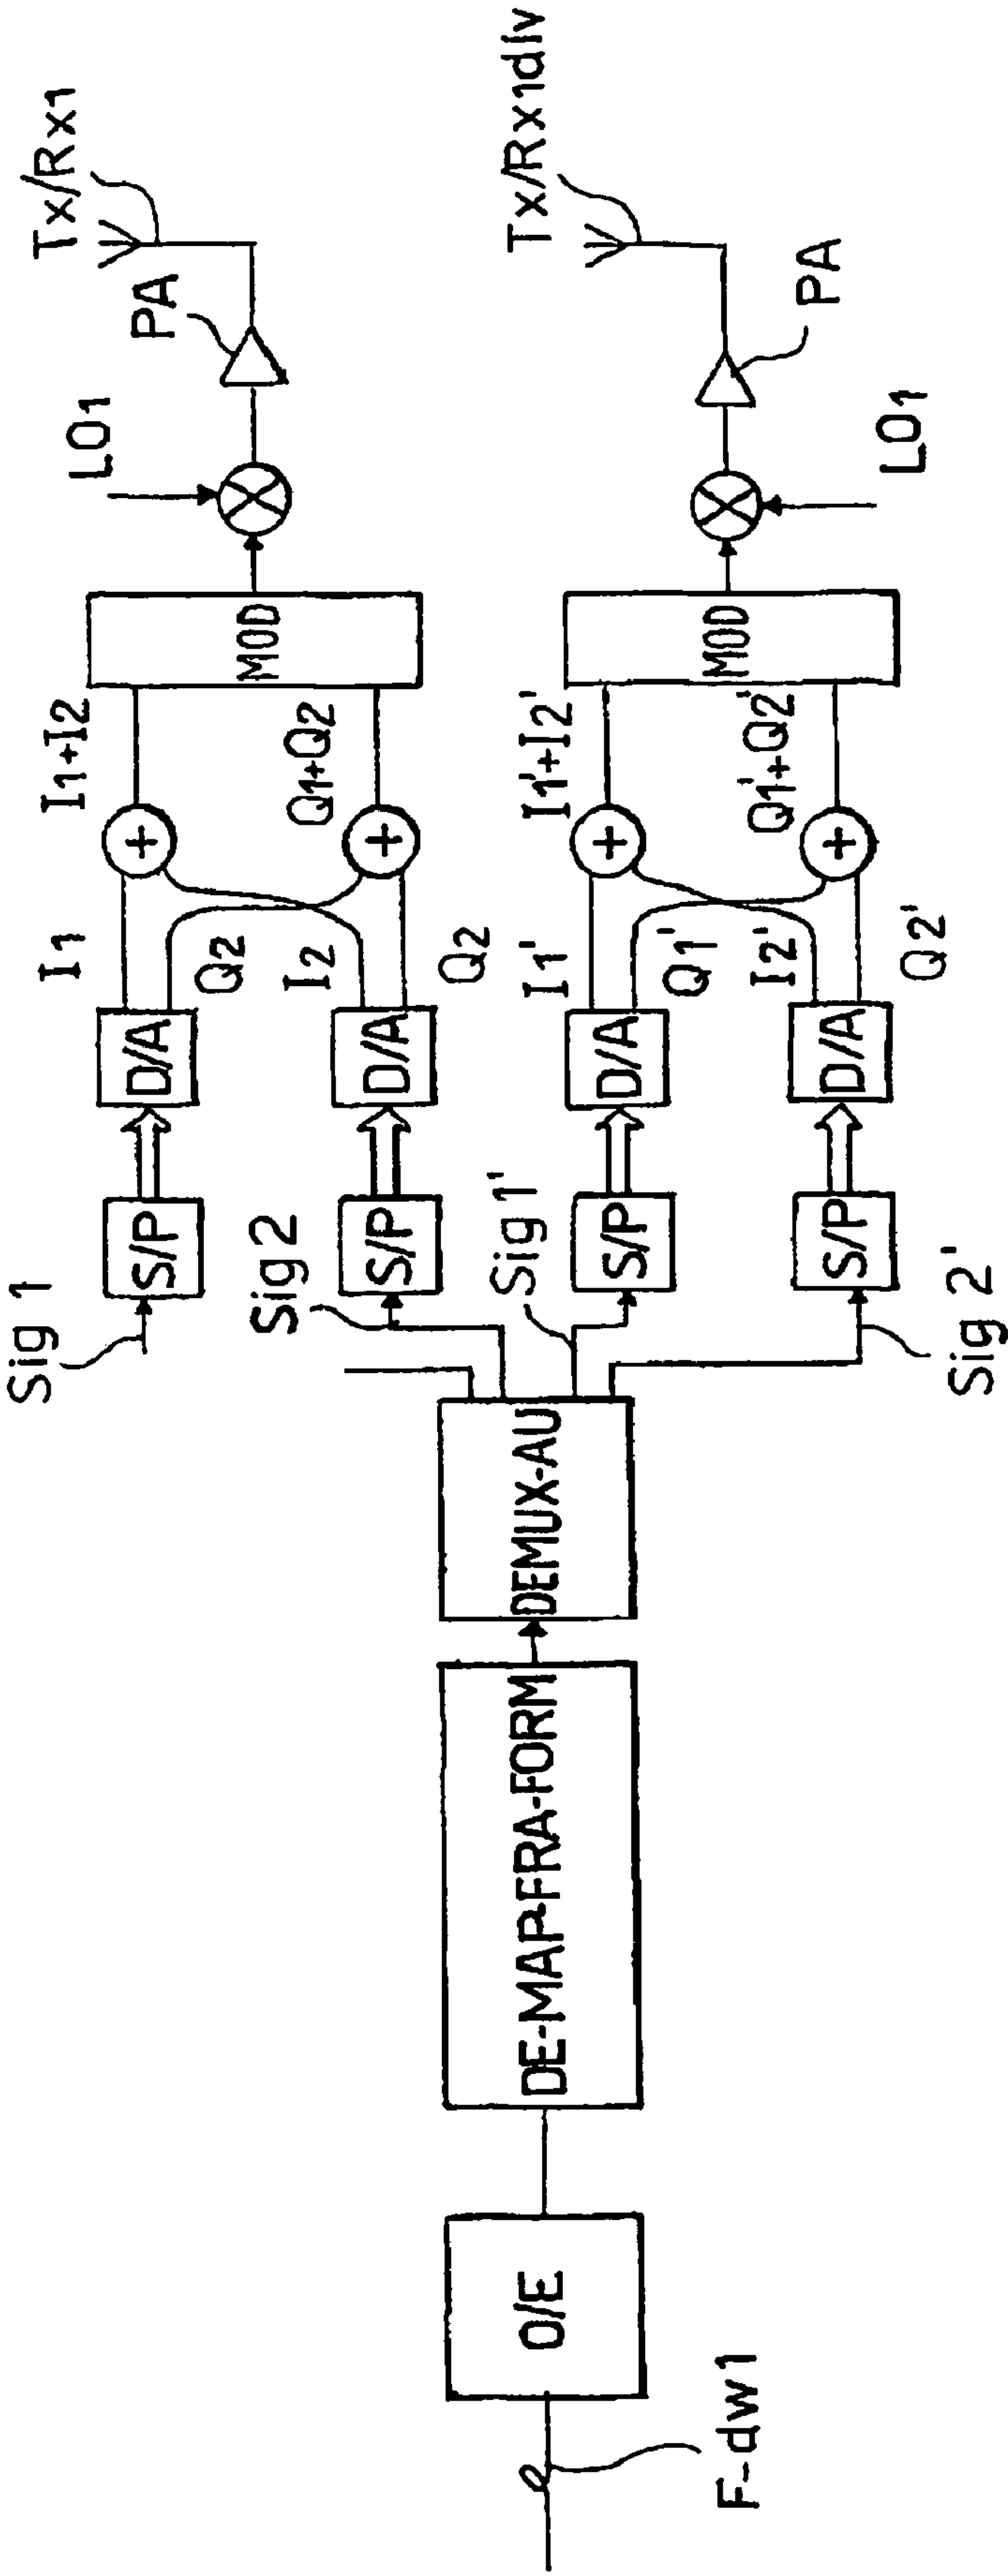 F-dw1
O/E
DE-MAP-FRA-FORM
DEMUX-AU
Sig 1
S/P
D/A
I1
Q2
I1+I2
MOD
LO1
PA
Tx/Rx1
Sig 2
S/P
D/A
I2
Q2
Q1+Q2
Sig 1'
S/P
D/A
I1'
Q1'
I1'+I2'
MOD
LO1
PA
Tx/Rx1div
Sig 2'
S/P
D/A
I2'
Q2'
Q1'+Q2'